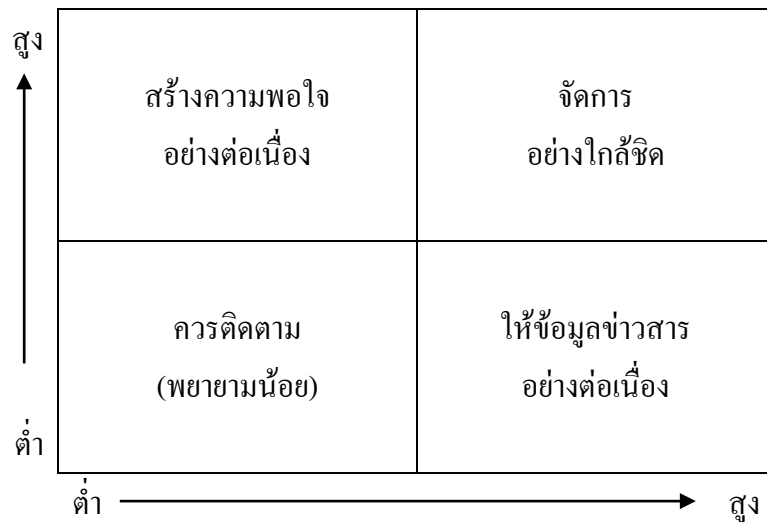 สูง
สร้างความพอใจ
อย่างต่อเนื่อง
จัดการ
อย่างใกล้ชิด
ควรติดตาม
(พยายามน้อย)
ให้ข้อมูลข่าวสาร
อย่างต่อเนื่อง
ต่ำ
ต่ำ
สูง